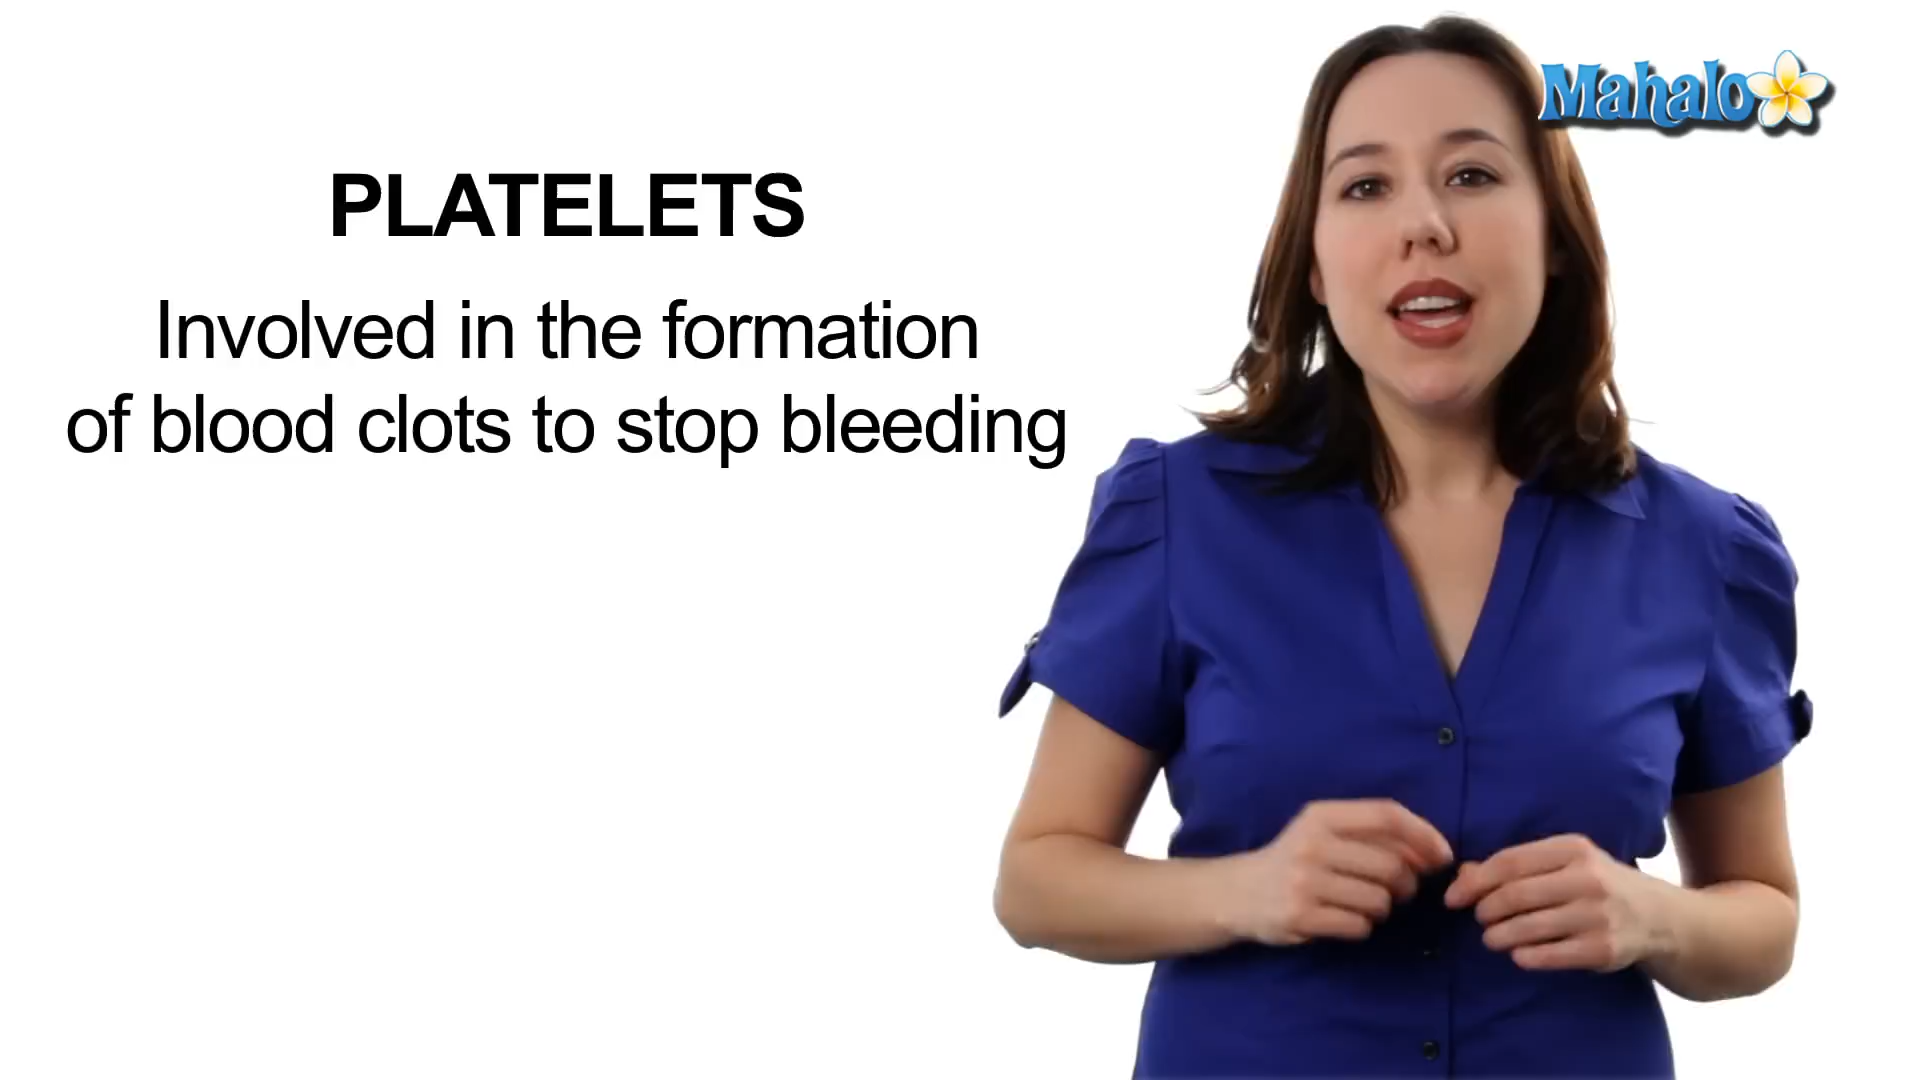 Mahalo
PLATELETS
Involved in the formation
of blood clots to stop bleeding